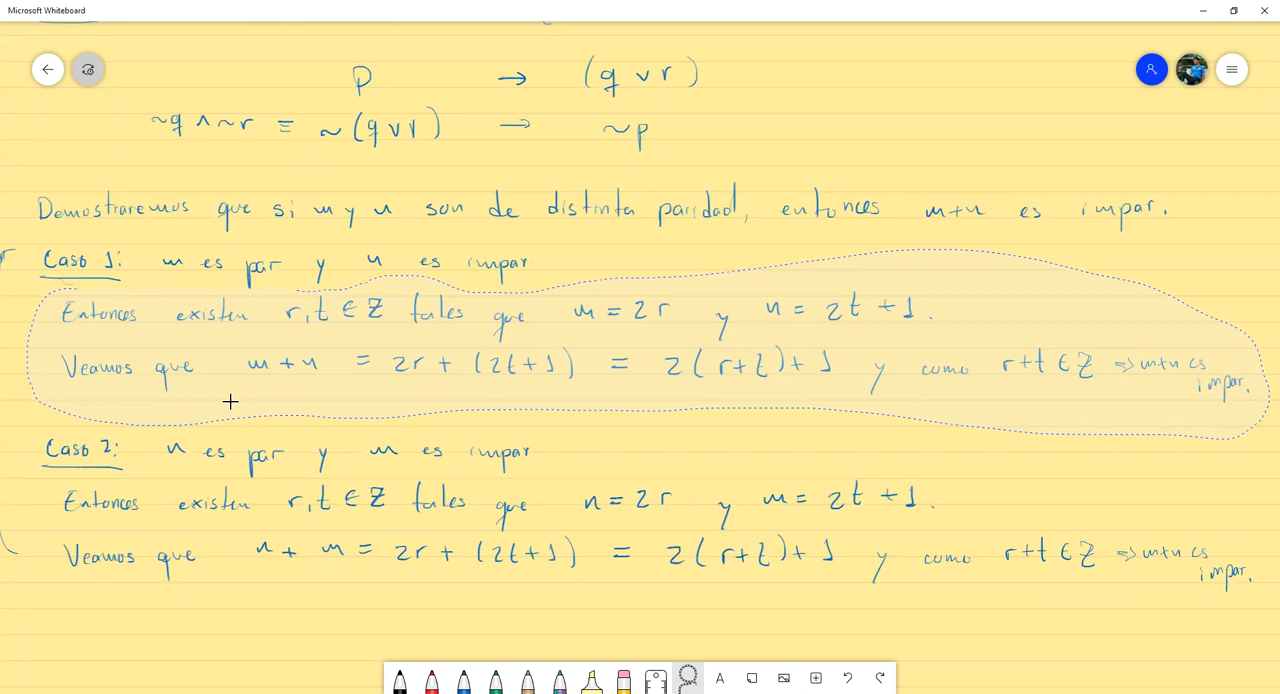 Microsoft Whiteboard
p → (q ∨ r)
~q ∧ ~r ≡ ~(q ∨ r) → ~p
Demostraremos que si m y n son de distinta paridad, entonces m+n es impar.
Caso 1: m es par y n es impar
Entonces existen r,t ∈ Z tales que m = 2r y n = 2t + 1.
Veamos que m + n = 2r + (2t+1) = 2(r+t)+1 y como r+t ∈ Z ⇒ m+n es
impar.
Caso 2: n es par y m es impar
Entonces existen r,t ∈ Z tales que n = 2r y m = 2t + 1.
Veamos que n + m = 2r + (2t+1) = 2(r+t)+1 y como r+t ∈ Z ⇒ m+n es
impar.
A